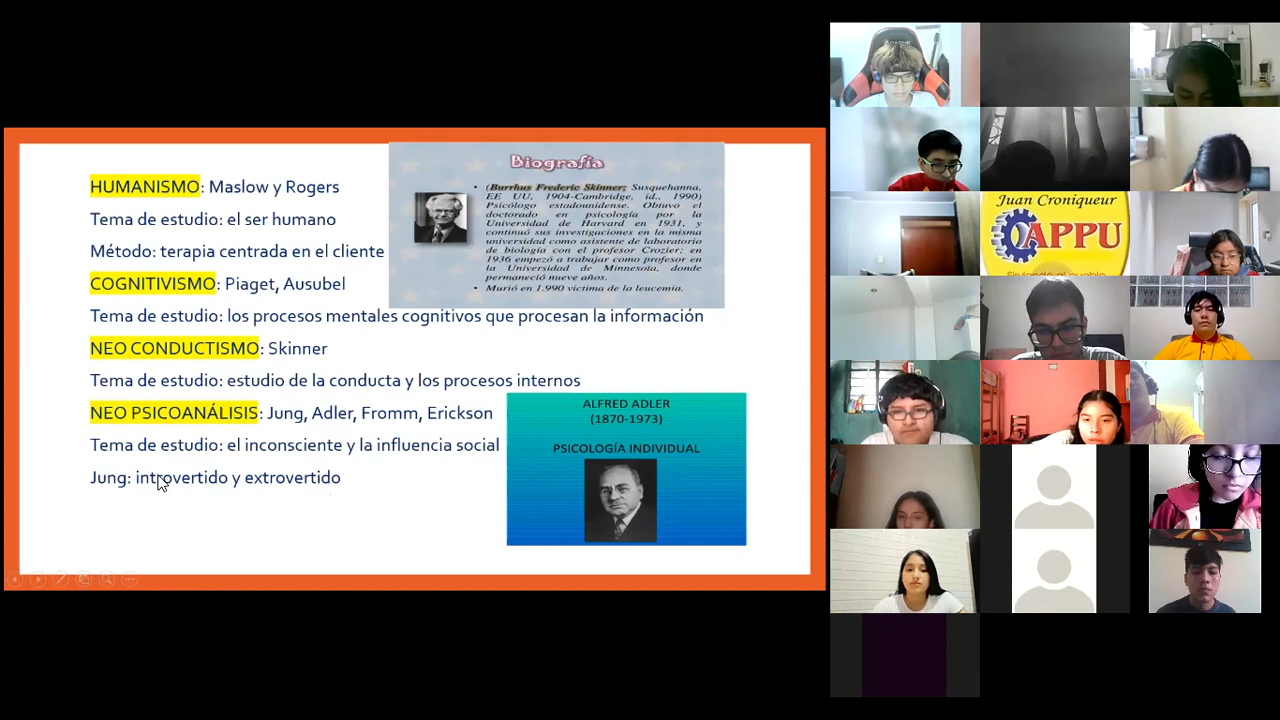 HUMANISMO: Maslow y Rogers
Tema de estudio: el ser humano
Método: terapia centrada en el cliente
COGNITIVISMO: Piaget, Ausubel
Tema de estudio: los procesos mentales cognitivos que procesan la información
NEO CONDUCTISMO: Skinner
Tema de estudio: estudio de la conducta y los procesos internos
NEO PSICOANÁLISIS: Jung, Adler, Fromm, Erickson
Tema de estudio: el inconsciente y la influencia social
Jung: introvertido y extrovertido
Biografía
• (Burrhus Frederic Skinner; Susquehanna,
EE UU, 1904-Cambridge, id., 1990)
Psicólogo estadounidense. Obtuvo el
doctorado en psicología por la
Universidad de Harvard en 1931, y
continuó sus investigaciones en la misma
universidad como asistente de laboratorio
de biología con el profesor Crozier; en
1936 empezó a trabajar como profesor en
la Universidad de Minnesota, donde
permaneció nueve años.
• Murió en 1.990 victima de la leucemia.
ALFRED ADLER
(1870-1973)
PSICOLOGÍA INDIVIDUAL
Juan Croniqueur
APPU